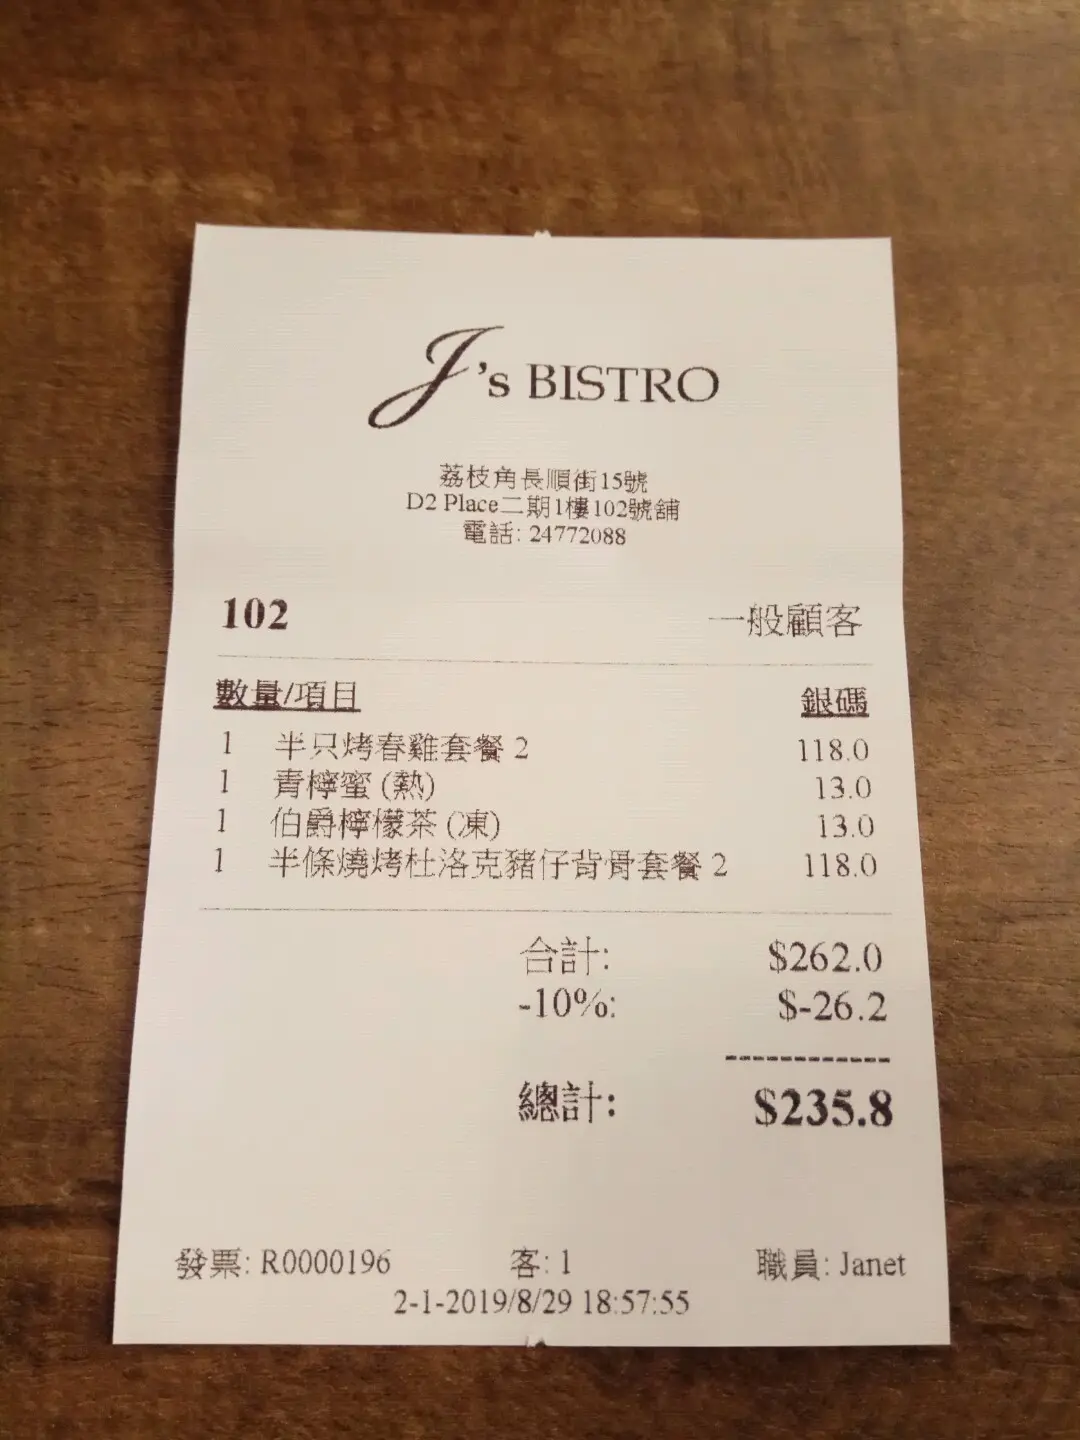 J's BISTRO
荔枝角長順街15號
D2 Place二期1樓102號舖
電話: 24772088
102 一般顧客
數量/項目 銀碼
1 半只烤春雞套餐 2 118.0
1 青檸蜜 (熱) 13.0
1 伯爵檸檬茶 (凍) 13.0
1 半條燒烤杜洛克豬仔背骨套餐 2 118.0
合計: $262.0
-10%: $-26.2
------------
總計: $235.8
發票: R0000196 客: 1 職員: Janet
2-1-2019/8/29 18:57:55